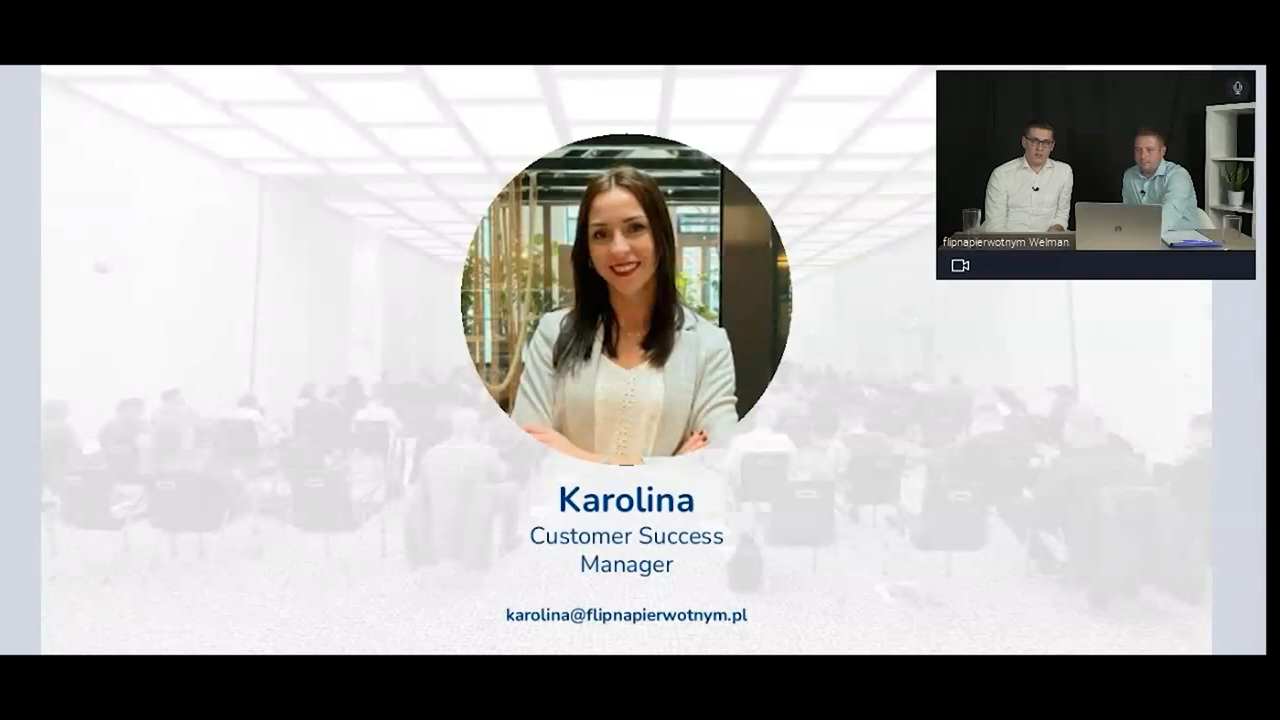 flipnapierwotnym Welman
Karolina
Customer Success
Manager
karolina@flipnapierwotnym.pl